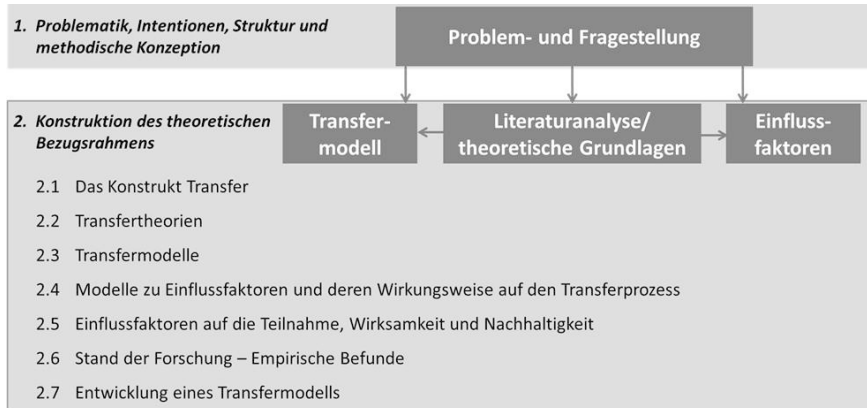 1. Problematik, Intentionen, Struktur und
methodische Konzeption
Problem- und Fragestellung
2. Konstruktion des theoretischen
Bezugsrahmens
Transfer-
modell
Literaturanalyse/
theoretische Grundlagen
Einfluss-
faktoren
2.1 Das Konstrukt Transfer
2.2 Transfertheorien
2.3 Transfermodelle
2.4 Modelle zu Einflussfaktoren und deren Wirkungsweise auf den Transferprozess
2.5 Einflussfaktoren auf die Teilnahme, Wirksamkeit und Nachhaltigkeit
2.6 Stand der Forschung – Empirische Befunde
2.7 Entwicklung eines Transfermodells